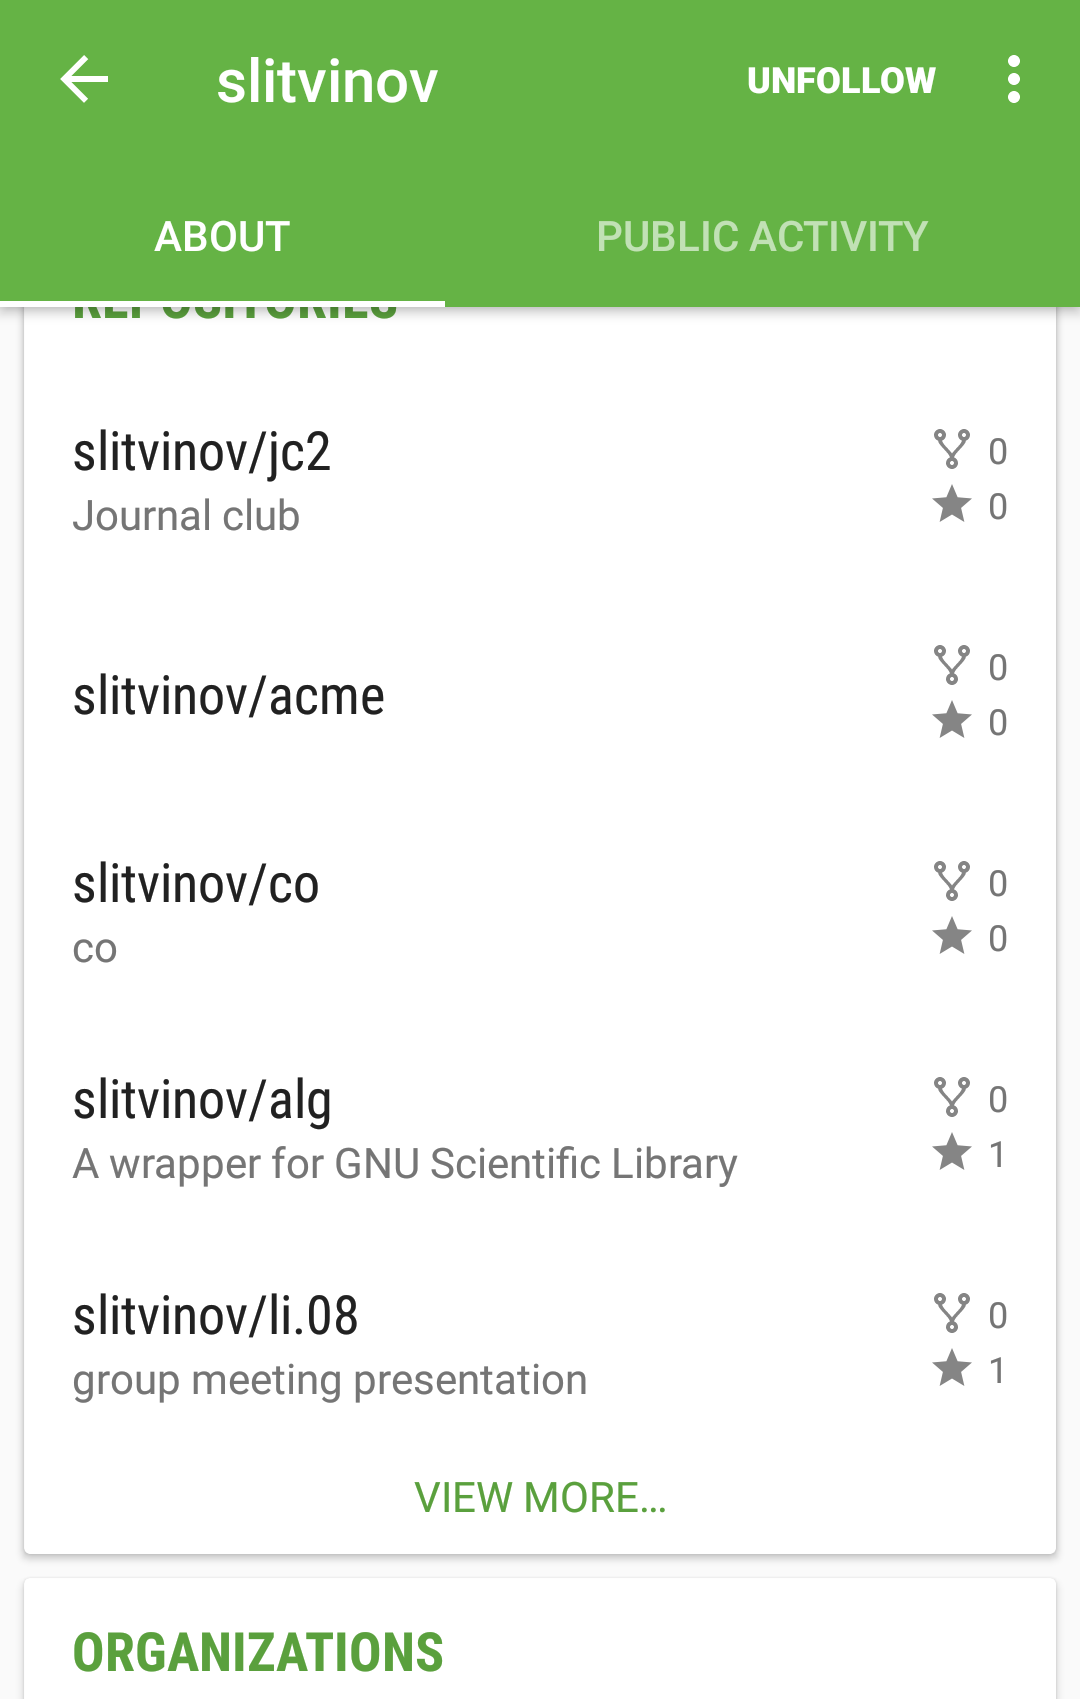 slitvinov
UNFOLLOW
ABOUT
PUBLIC ACTIVITY
REPOSITORIES
slitvinov/jc2
0
Journal club
0
slitvinov/acme
0
0
slitvinov/co
0
co
0
slitvinov/alg
0
A wrapper for GNU Scientific Library
1
slitvinov/li.08
0
group meeting presentation
1
VIEW MORE...
ORGANIZATIONS